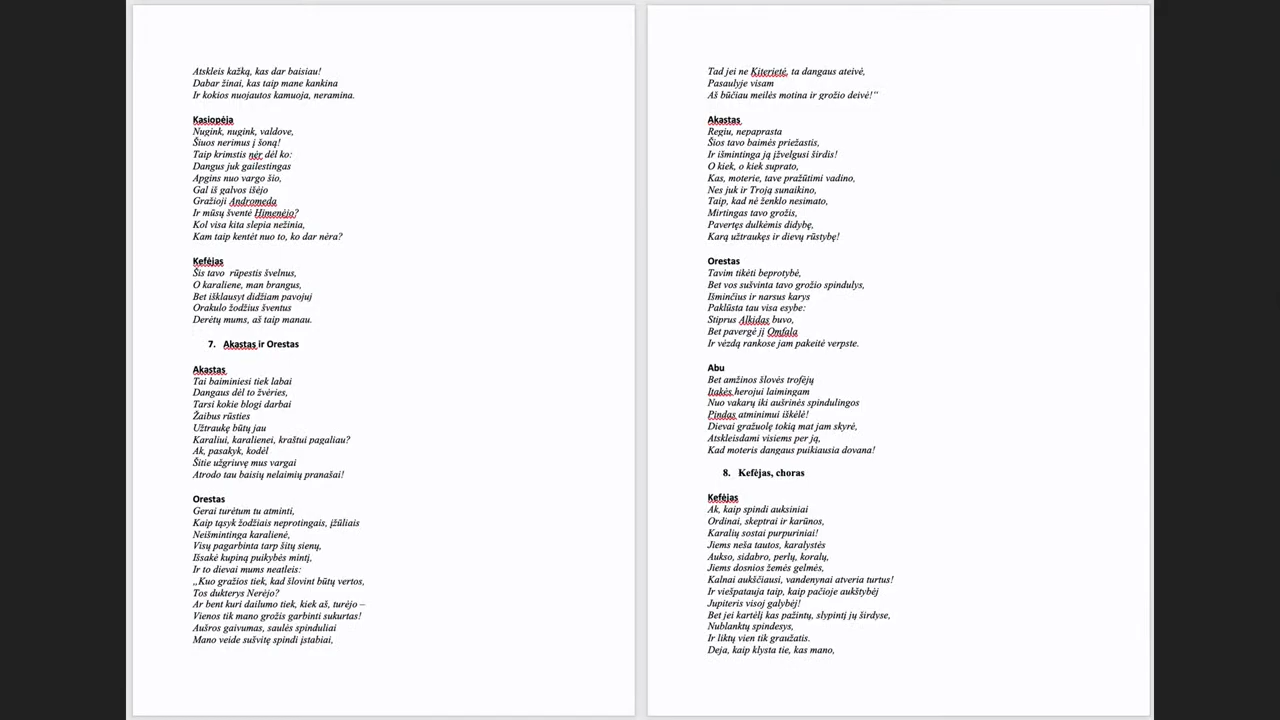 Atskleis kažką, kas dar baisiau!
Dabar žinai, kas taip mane kankina
Ir kokios nuojautos kamuoja, neramina.
Kasiopėja
Nugink, nugink, valdove,
Šiuos nerimus į šoną!
Taip krimstis nėr dėl ko:
Dangus juk gailestingas
Apgins nuo vargo šio,
Gal iš galvos išėjo
Gražioji Andromeda
Ir mūsų šventė Himenėjo?
Kol visa kita slepia nežinia,
Kam taip kentėt nuo to, ko dar nėra?
Kefėjas
Šis tavo  rūpestis švelnus,
O karaliene, man brangus,
Bet išklausyt didžiam pavojuj
Orakulo žodžius šventus
Derėtų mums, aš taip manau.
7. Akastas ir Orestas
Akastas
Tai baiminiesi tiek labai
Dangaus dėl to žvėries,
Tarsi kokie blogi darbai
Žaibus rūsties
Užtraukę būtų jau
Karaliui, karalienei, kraštui pagaliau?
Ak, pasakyk, kodėl
Šitie užgriuvę mus vargai
Atrodo tau baisių nelaimių pranašai!
Orestas
Gerai turėtum tu atminti,
Kaip tąsyk žodžiais neprotingais, įžūliais
Neišmintinga karalienė,
Visų pagarbinta tarp šitų sienų,
Išsakė kupiną puikybės mintį,
Ir to dievai mums neatleis:
„Kuo gražios tiek, kad šlovint būtų vertos,
Tos dukterys Nerėjo?
Ar bent kuri dailumo tiek, kiek aš, turėjo –
Vienos tik mano grožis garbinti sukurtas!
Aušros gaivumas, saulės spinduliai
Mano veide sušvitę spindi įstabiai,
Tad jei ne Kiterietė, ta dangaus ateivė,
Pasaulyje visam
Aš būčiau meilės motina ir grožio deivė!“
Akastas
Regiu, nepaprasta
Šios tavo baimės priežastis,
Ir išmintinga ją įžvelgusi širdis!
O kiek, o kiek suprato,
Kas, moterie, tave pražūtimi vadino,
Nes juk ir Troją sunaikino,
Taip, kad nė ženklo nesimato,
Mirtingas tavo grožis,
Pavertęs dulkėmis didybę,
Karą užtraukęs ir dievų rūstybę!
Orestas
Tavim tikėti beprotybė,
Bet vos sušvinta tavo grožio spindulys,
Išminčius ir narsus karys
Paklūsta tau visa esybe:
Stiprus Alkidas buvo,
Bet pavergė jį Omfala
Ir vėzdą rankose jam pakeitė verpste.
Abu
Bet amžinos šlovės trofėjų
Itakės herojui laimingam
Nuo vakarų iki aušrinės spindulingos
Pindas atminimui iškėlė!
Dievai gražuolę tokią mat jam skyrė,
Atskleisdami visiems per ją,
Kad moteris dangaus puikiausia dovana!
8. Kefėjas, choras
Kefėjas
Ak, kaip spindi auksiniai
Ordinai, skeptrai ir karūnos,
Karalių sostai purpuriniai!
Jiems neša tautos, karalystės
Aukso, sidabro, perlų, koralų,
Jiems dosnios žemės gelmės,
Kalnai aukščiausi, vandenynai atveria turtus!
Ir viešpatauja taip, kaip pačioje aukštybėj
Jupiteris visoj galybėj!
Bet jei kartėlį kas pažintų, slypintį jų širdyse,
Nublanktų spindesys,
Ir liktų vien tik graužatis.
Deja, kaip klysta tie, kas mano,